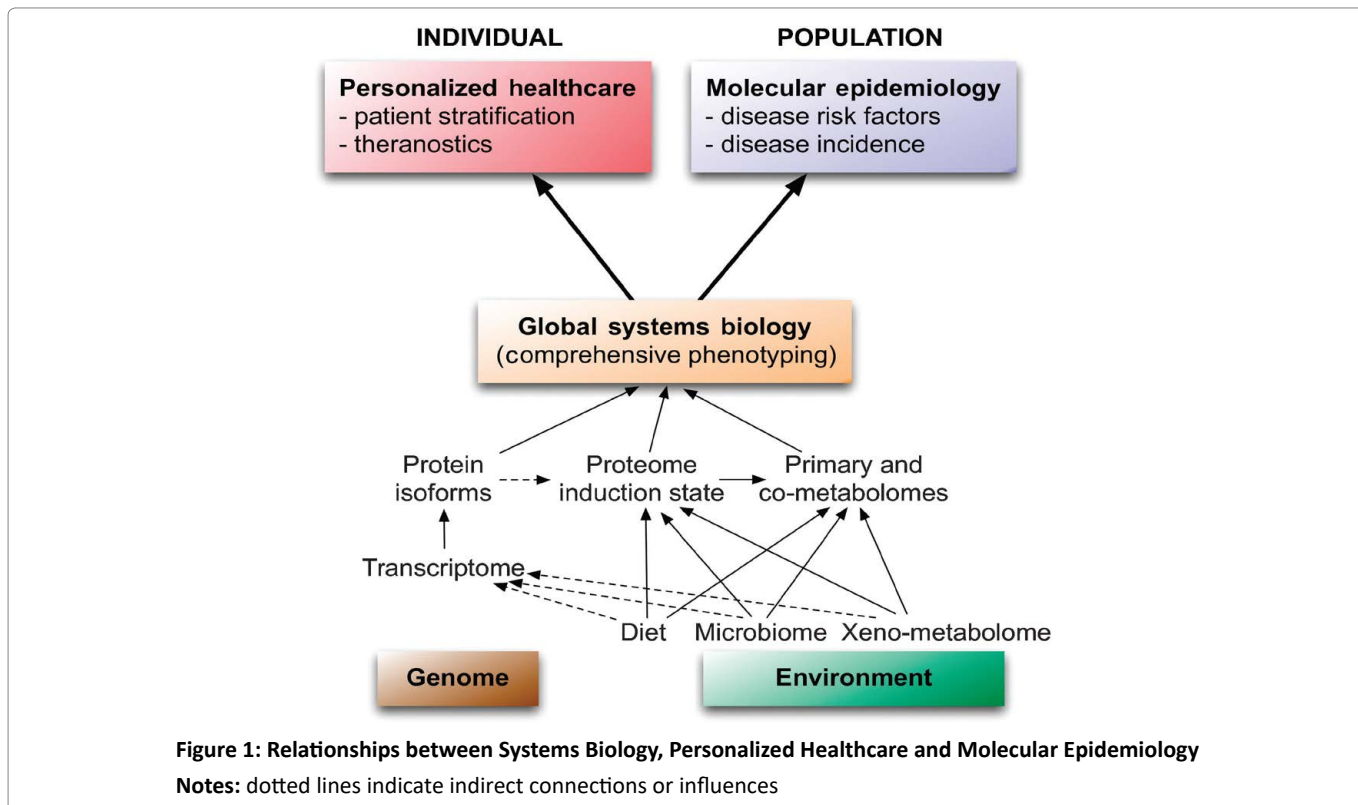 INDIVIDUAL
POPULATION
Personalized healthcare
- patient stratification
- theranostics
Molecular epidemiology
- disease risk factors
- disease incidence
Global systems biology
(comprehensive phenotyping)
Protein
isoforms
Proteome
induction state
Primary and
co-metabolomes
Transcriptome
Diet
Microbiome
Xeno-metabolome
Genome
Environment
Figure 1: Relationships between Systems Biology, Personalized Healthcare and Molecular Epidemiology
Notes: dotted lines indicate indirect connections or influences